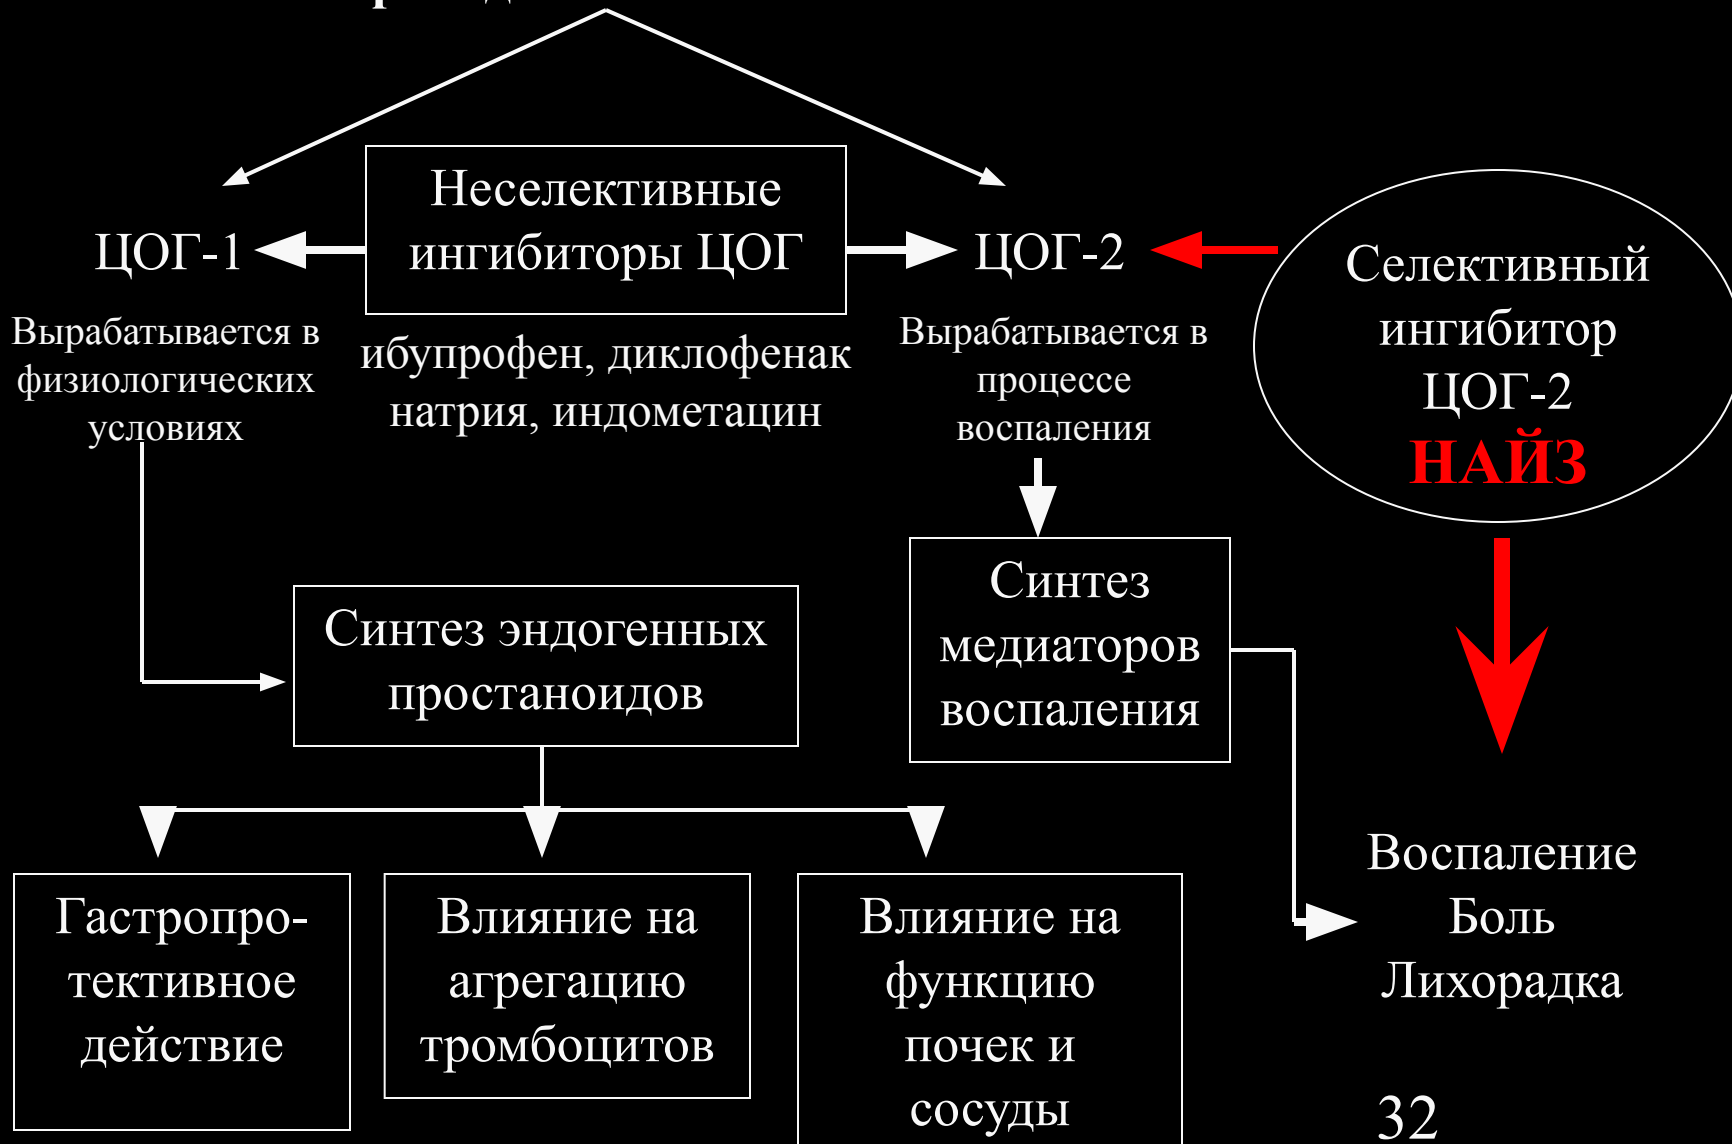 Неселективные
ингибиторы ЦОГ
ЦОГ-1
ЦОГ-2
Селективный
ингибитор
ЦОГ-2
НАЙЗ
Вырабатывается в
физиологических
условиях
ибупрофен, диклофенак
натрия, индометацин
Вырабатывается в
процессе
воспаления
Синтез эндогенных
простаноидов
Синтез
медиаторов
воспаления
Гастропро-
тективное
действие
Влияние на
агрегацию
тромбоцитов
Влияние на
функцию
почек и
сосуды
Воспаление
Боль
Лихорадка
32